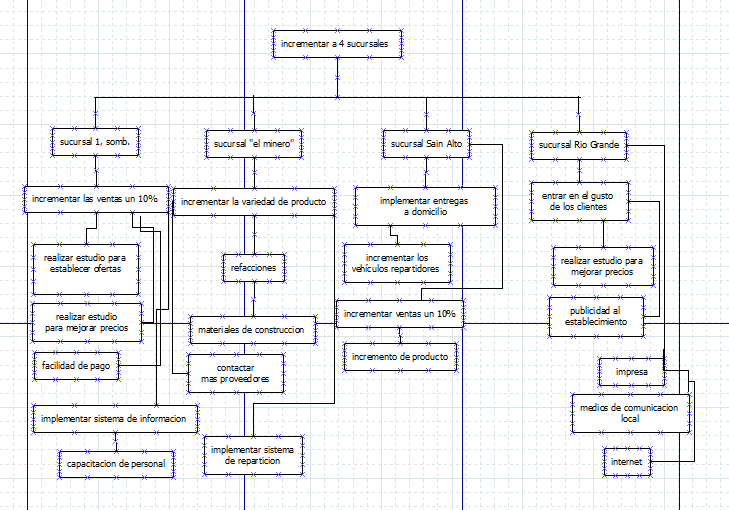 incrementar a 4 sucursales
sucursal 1, somb.
sucursal "el minero"
sucursal Sain Alto
sucursal Rio Grande
incrementar las ventas un 10%
incrementar la variedad de producto
implementar entregas
a domicilio
entrar en el gusto
de los clientes
realizar estudio para
establecer ofertas
refacciones
incrementar los
vehículos repartidores
realizar estudio para
mejorar precios
realizar estudio
para mejorar precios
materiales de construccion
incrementar ventas un 10%
publicidad al
establecimiento
facilidad de pago
contactar
mas proveedores
incremento de producto
impresa
implementar sistema de informacion
medios de comunicacion
local
capacitacion de personal
implementar sistema
de reparticion
internet